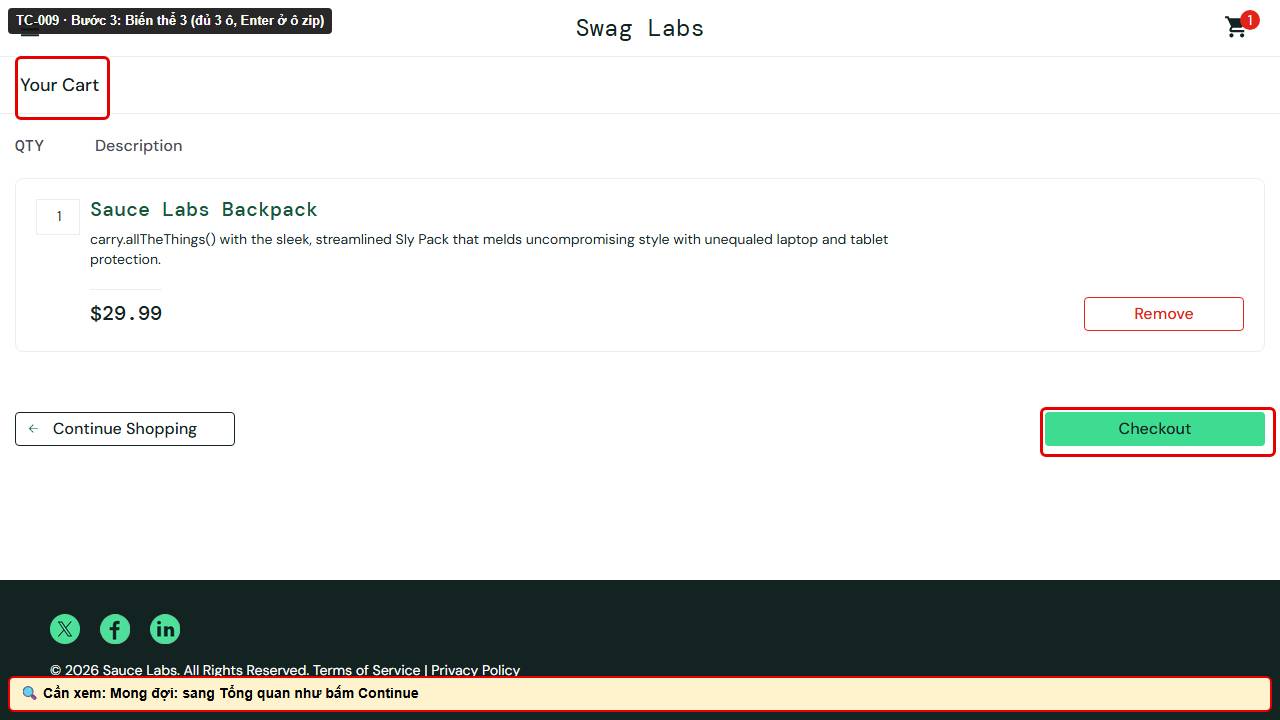 TC-009 · Bước 3: Biến thể 3 (đủ 3 ô, Enter ở ô zip)
Swag Labs
1
Your Cart
QTY Description
1
Sauce Labs Backpack
carry.allTheThings() with the sleek, streamlined Sly Pack that melds uncompromising style with unequaled laptop and tablet
protection.
$29.99
Remove
Continue Shopping
Checkout
© 2026 Sauce Labs. All Rights Reserved. Terms of Service | Privacy Policy
Cần xem: Mong đợi: sang Tổng quan như bấm Continue